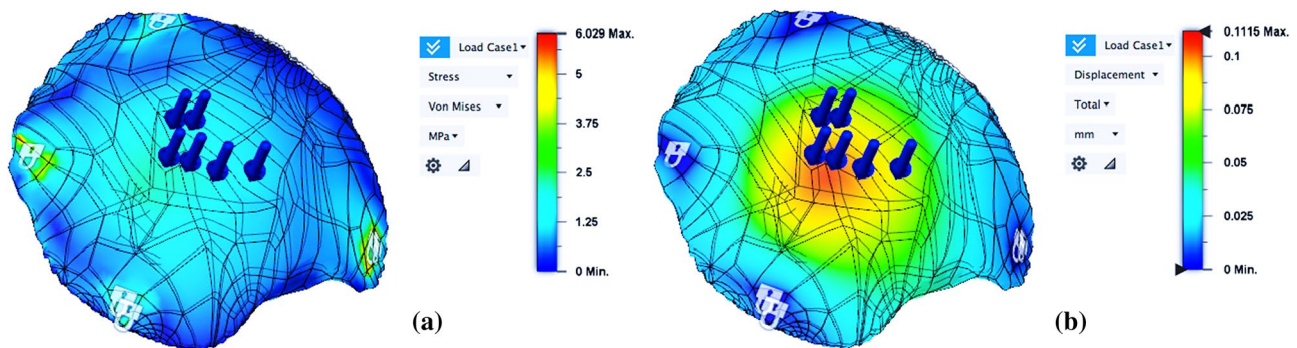 Load Case1
Stress
Von Mises
MPa
6.029 Max.
5
3.75
2.5
1.25
0 Min.
(a)
Load Case1
Displacement
Total
mm
0.1115 Max.
0.1
0.075
0.05
0.025
0 Min.
(b)